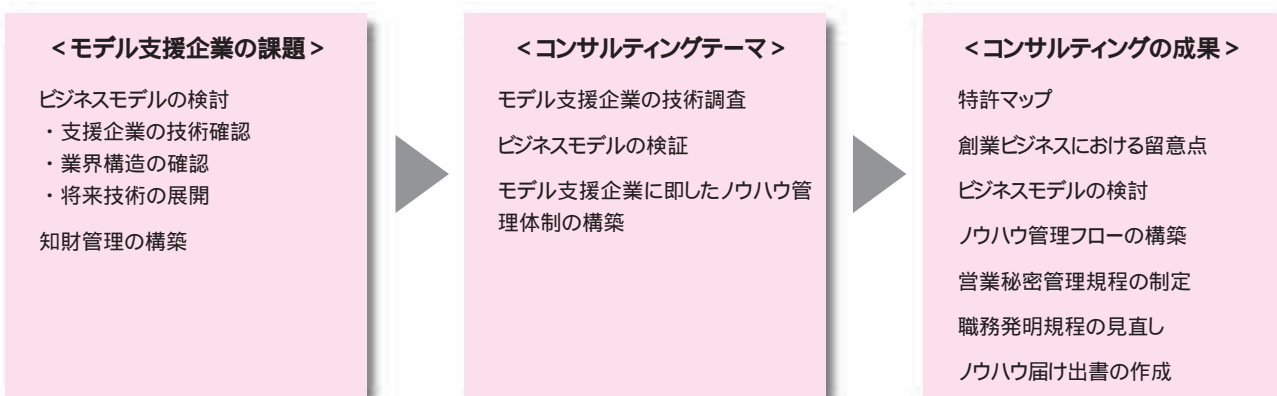 <モデル支援企業の課題>
ビジネスモデルの検討
・支援企業の技術確認
・業界構造の確認
・将来技術の展開
知財管理の構築
<コンサルティングテーマ>
モデル支援企業の技術調査
ビジネスモデルの検証
モデル支援企業に即したノウハウ管
理体制の構築
<コンサルティングの成果>
特許マップ
創業ビジネスにおける留意点
ビジネスモデルの検討
ノウハウ管理フローの構築
営業秘密管理規程の制定
職務発明規程の見直し
ノウハウ届け出書の作成